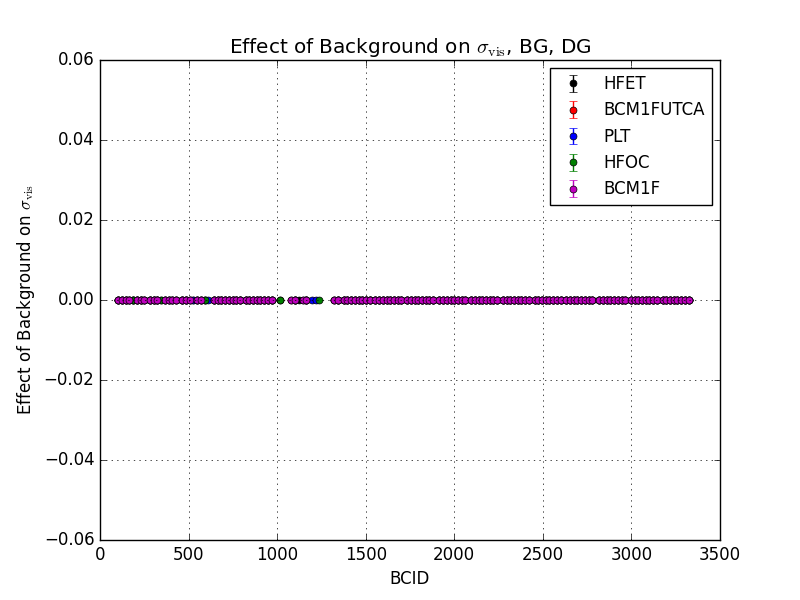 Effect of Background on σvis, BG, DG
Effect of Background on σvis
0.06
0.04
0.02
0.00
−0.02
−0.04
−0.06
HFET
BCM1FUTCA
PLT
HFOC
BCM1F
0 500 1000 1500 2000 2500 3000 3500
BCID